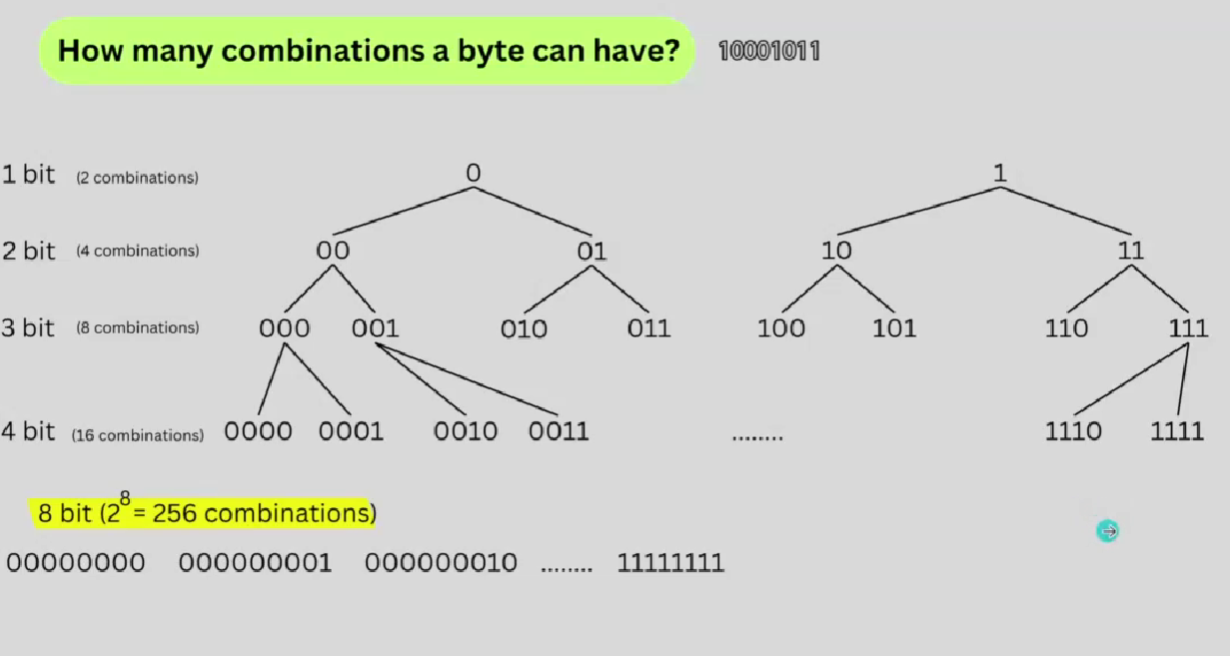 How many combinations a byte can have? 10001011
1 bit (2 combinations) 0 1
2 bit (4 combinations) 00 01 10 11
3 bit (8 combinations) 000 001 010 011 100 101 110 111
4 bit (16 combinations) 0000 0001 0010 0011 ........ 1110 1111
8 bit (2⁸= 256 combinations)
00000000 000000001 000000010 ........ 11111111